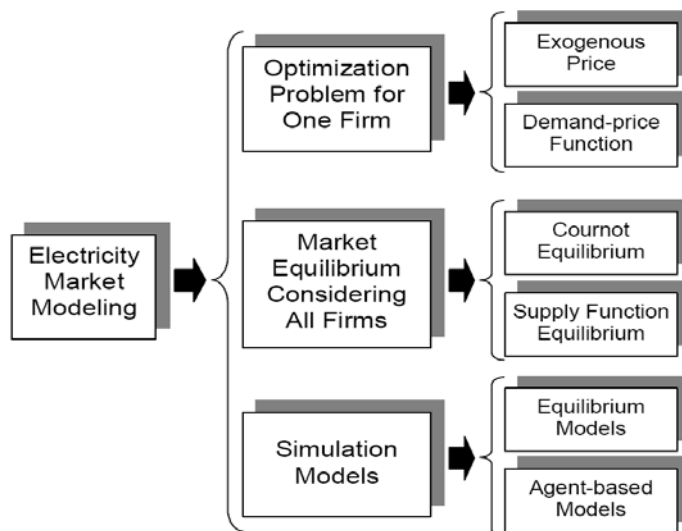 Electricity
Market
Modeling
Optimization
Problem for
One Firm
Exogenous
Price
Demand-price
Function
Market
Equilibrium
Considering
All Firms
Cournot
Equilibrium
Supply Function
Equilibrium
Simulation
Models
Equilibrium
Models
Agent-based
Models